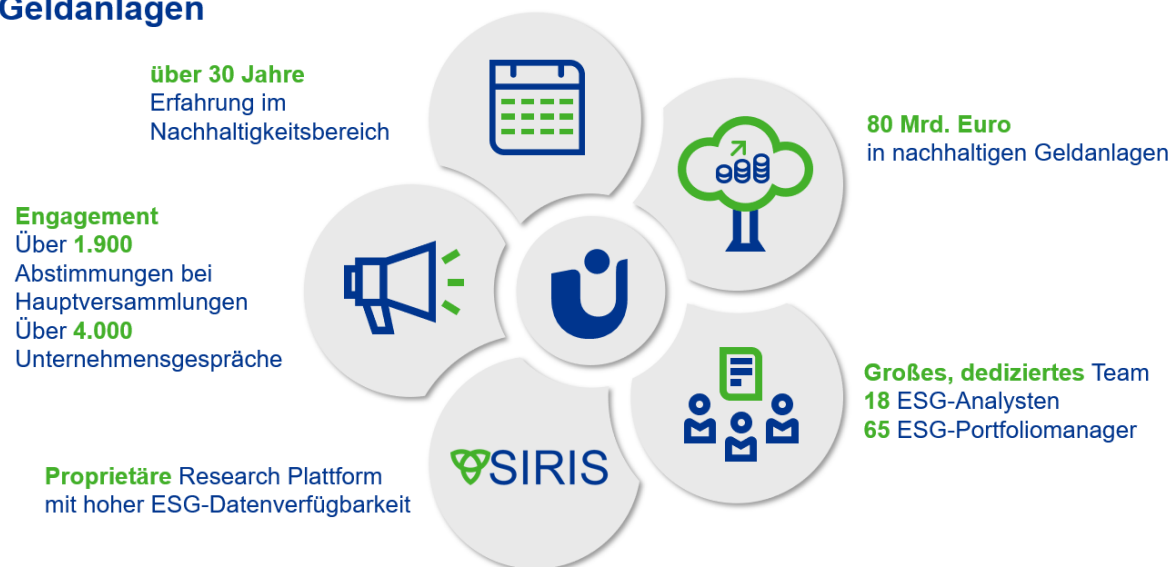 Geldanlagen
über 30 Jahre
Erfahrung im
Nachhaltigkeitsbereich
80 Mrd. Euro
in nachhaltigen Geldanlagen
Engagement
Über 1.900
Abstimmungen bei
Hauptversammlungen
Über 4.000
Unternehmensgespräche
Großes, dediziertes Team
18 ESG-Analysten
65 ESG-Portfoliomanager
SIRIS
Proprietäre Research Plattform
mit hoher ESG-Datenverfügbarkeit